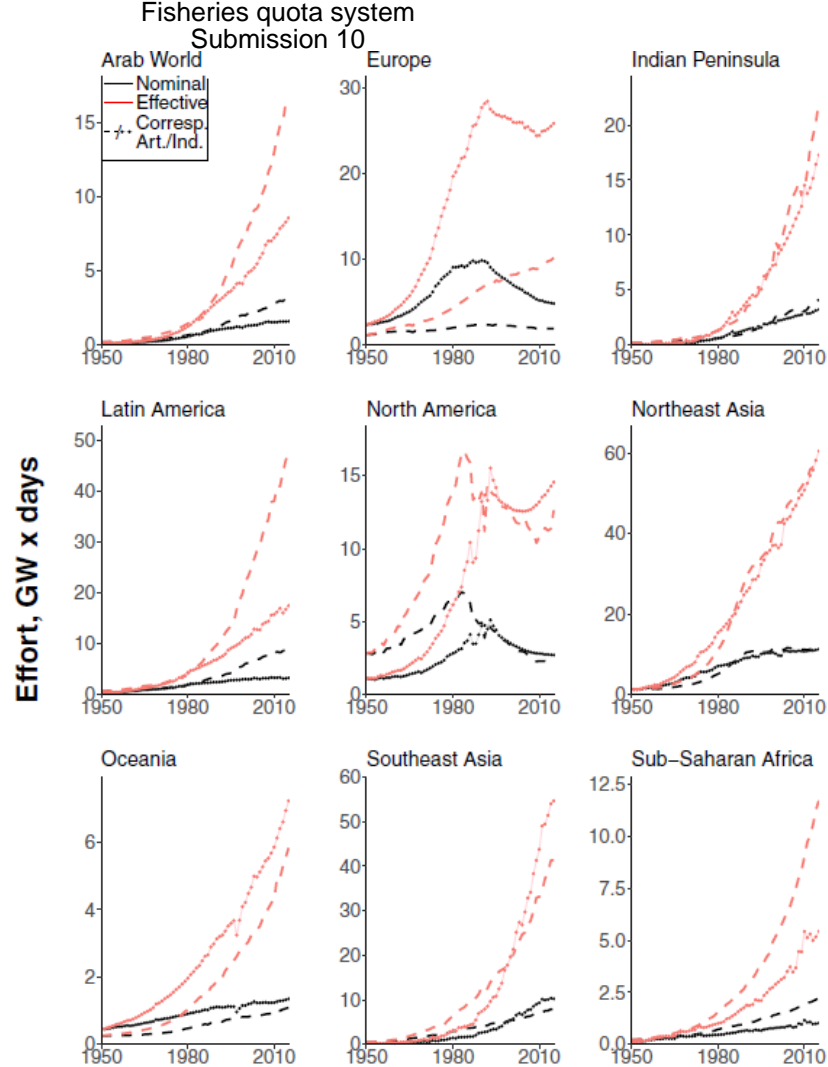 Fisheries quota system
Submission 10
Arab World
Europe
Indian Peninsula
Nominal
Effective
Corresp.
Art./Ind.
15
10
5
0
1950 1980 2010
30
20
10
0
1950 1980 2010
20
15
10
5
0
1950 1980 2010
Effort, GW x days
Latin America
North America
Northeast Asia
50
40
30
20
10
0
1950 1980 2010
15
10
5
0
1950 1980 2010
60
40
20
0
1950 1980 2010
Oceania
Southeast Asia
Sub−Saharan Africa
6
4
2
0
1950 1980 2010
60
50
40
30
20
10
0
1950 1980 2010
12.5
10.0
7.5
5.0
2.5
0.0
1950 1980 2010